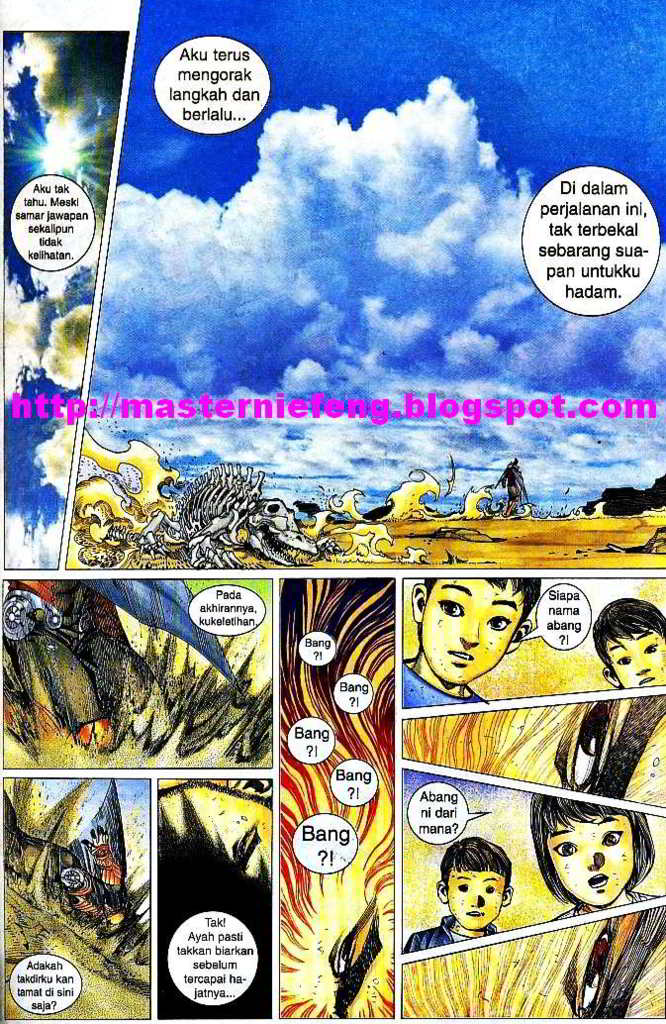 Aku tak
tahu. Meski
samar jawapan
sekalipun
tidak
kelihatan.
Aku terus
mengorak
langkah dan
berlalu...
Di dalam
perjalanan ini,
tak terbekal
sebarang sua-
pan untukku
hadam.
http://masterniefeng.blogspot.com
Pada
akhirannya,
kukeletihan.
Adakah
takdirku kan
tamat di sini
saja?
Tak!
Ayah pasti
takkan biarkan
sebelum
tercapai ha-
jatnya...
Bang
?!
Bang
?!
Bang
?!
Bang
?!
Bang
?!
Siapa
nama
abang
?!
Abang
ni dari
mana?